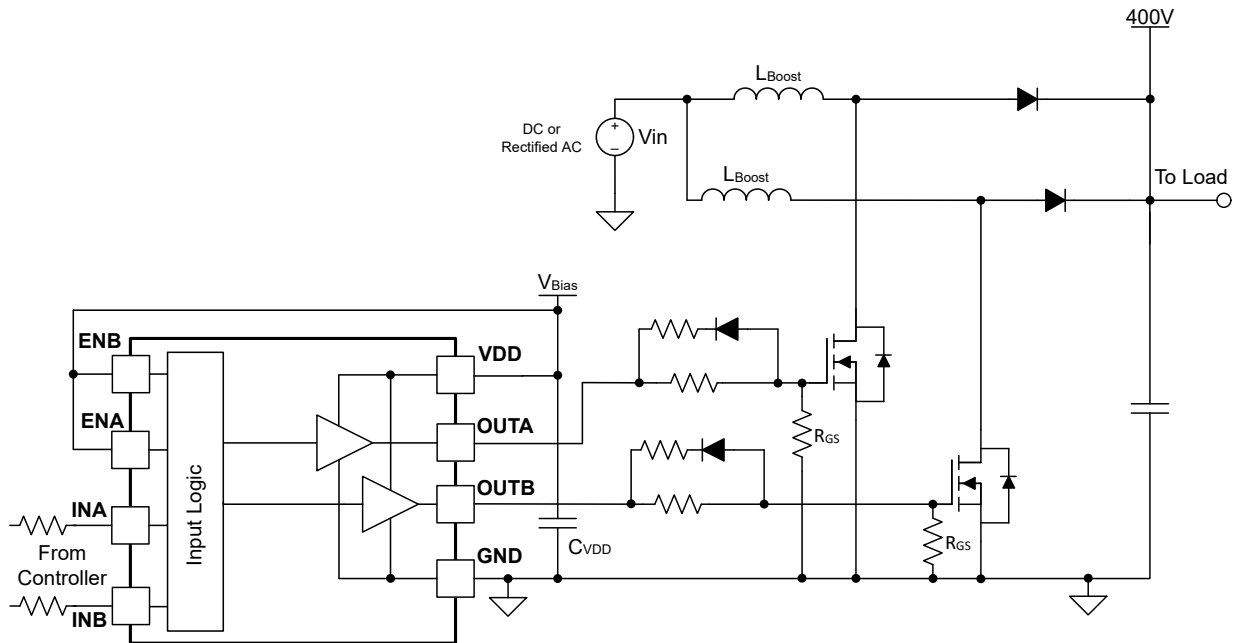 400V
LBoost
DC or
Rectified AC
+
Vin
–
LBoost
To Load
VBias
ENB
VDD
ENA
OUTA
RGS
Input Logic
INA
OUTB
From
Controller
CVDD
RGS
GND
INB